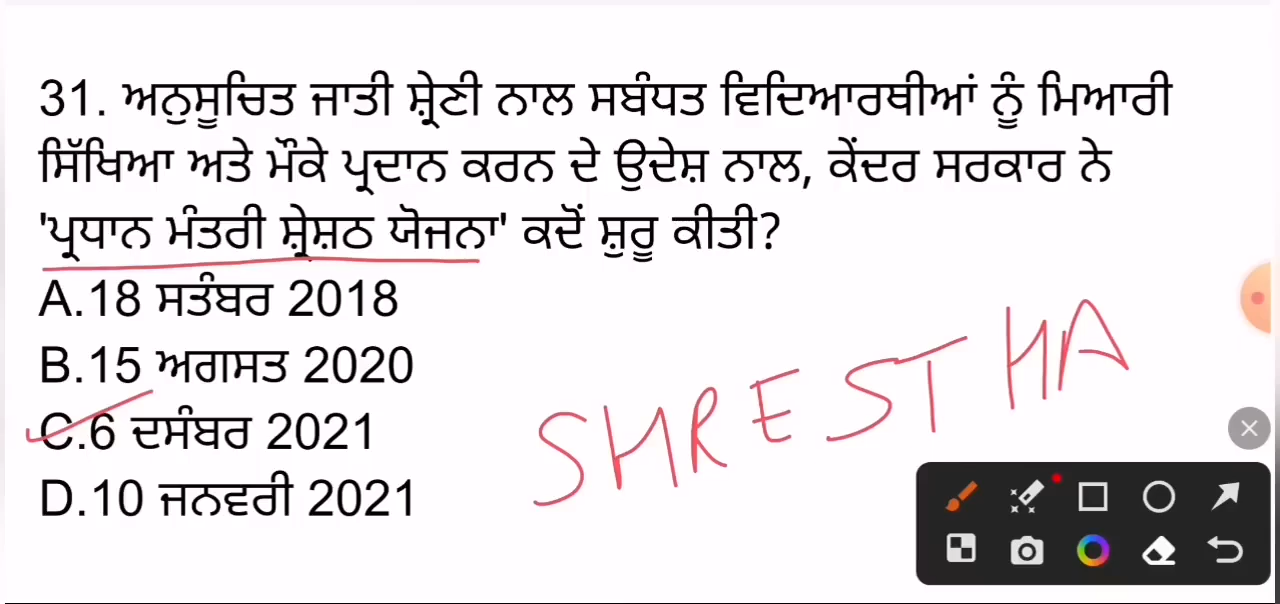 31. ਅਨੁਸੂਚਿਤ ਜਾਤੀ ਸ਼੍ਰੇਣੀ ਨਾਲ ਸਬੰਧਤ ਵਿਦਿਆਰਥੀਆਂ ਨੂੰ ਮਿਆਰੀ
ਸਿੱਖਿਆ ਅਤੇ ਮੌਕੇ ਪ੍ਰਦਾਨ ਕਰਨ ਦੇ ਉਦੇਸ਼ ਨਾਲ, ਕੇਂਦਰ ਸਰਕਾਰ ਨੇ
'ਪ੍ਰਧਾਨ ਮੰਤਰੀ ਸ਼੍ਰੇਸ਼ਠ ਯੋਜਨਾ' ਕਦੋਂ ਸ਼ੁਰੂ ਕੀਤੀ?
A.18 ਸਤੰਬਰ 2018
B.15 ਅਗਸਤ 2020
C.6 ਦਸੰਬਰ 2021
D.10 ਜਨਵਰੀ 2021
SHRESTHA